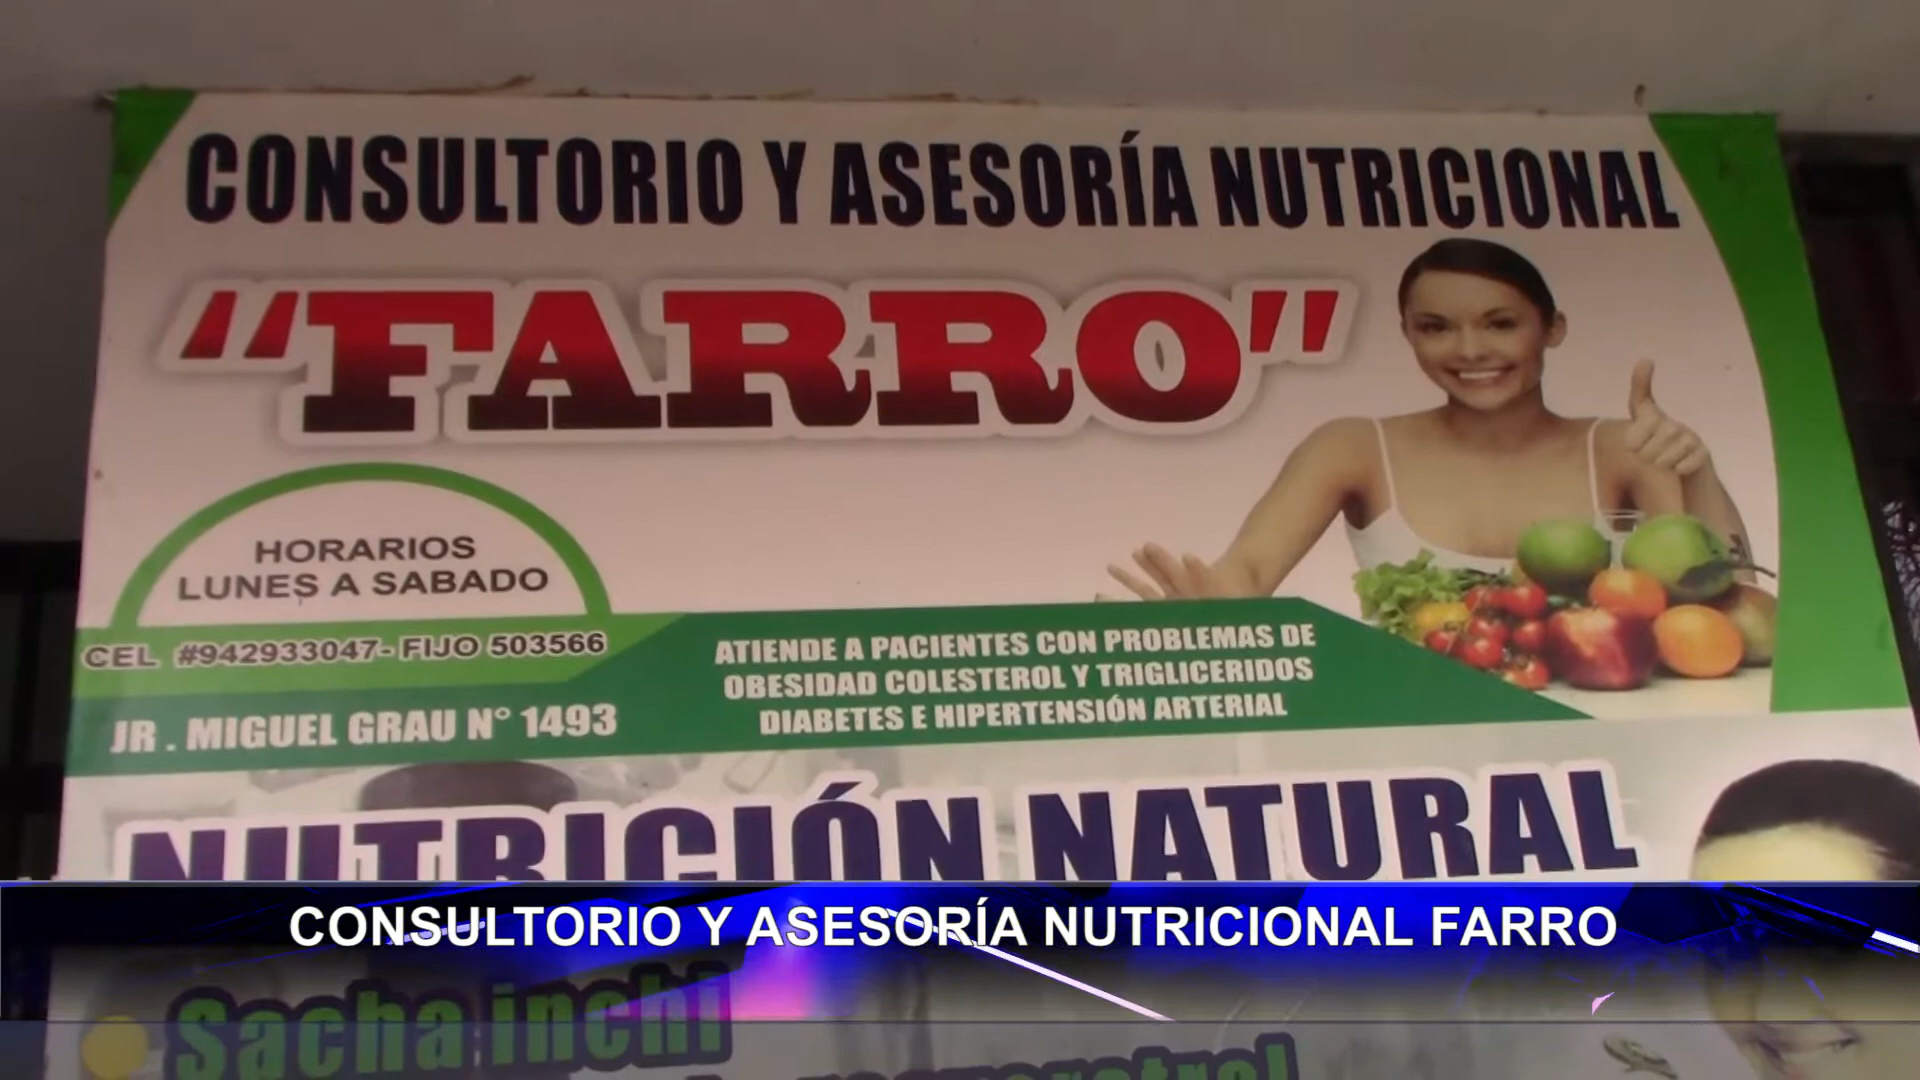 CONSULTORIO Y ASESORÍA NUTRICIONAL
"FARRO"
HORARIOS
LUNES A SABADO
CEL #942933047- FIJO 503566
JR . MIGUEL GRAU N° 1493
ATIENDE A PACIENTES CON PROBLEMAS DE
OBESIDAD COLESTEROL Y TRIGLICERIDOS
DIABETES E HIPERTENSIÓN ARTERIAL
NUTRICIÓN NATURAL
CONSULTORIO Y ASESORÍA NUTRICIONAL FARRO
Sacha inchi